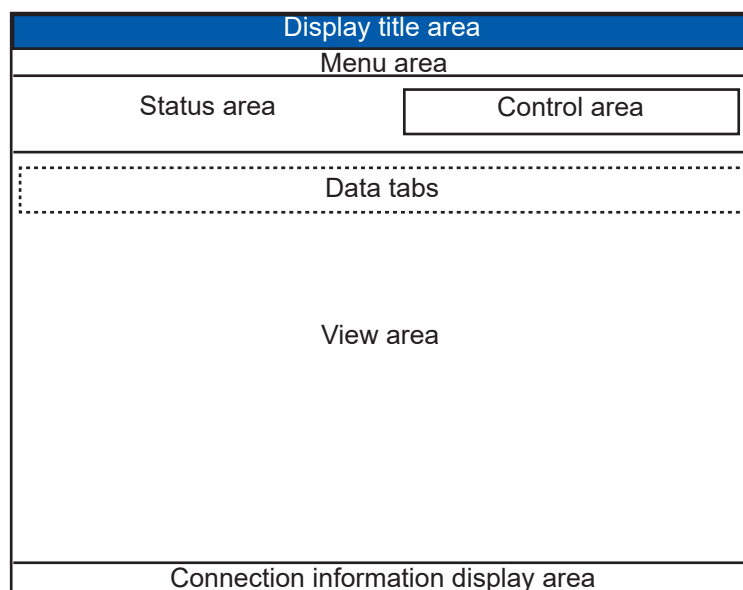 Display title area
Menu area
Status area
Control area
Data tabs
View area
Connection information display area